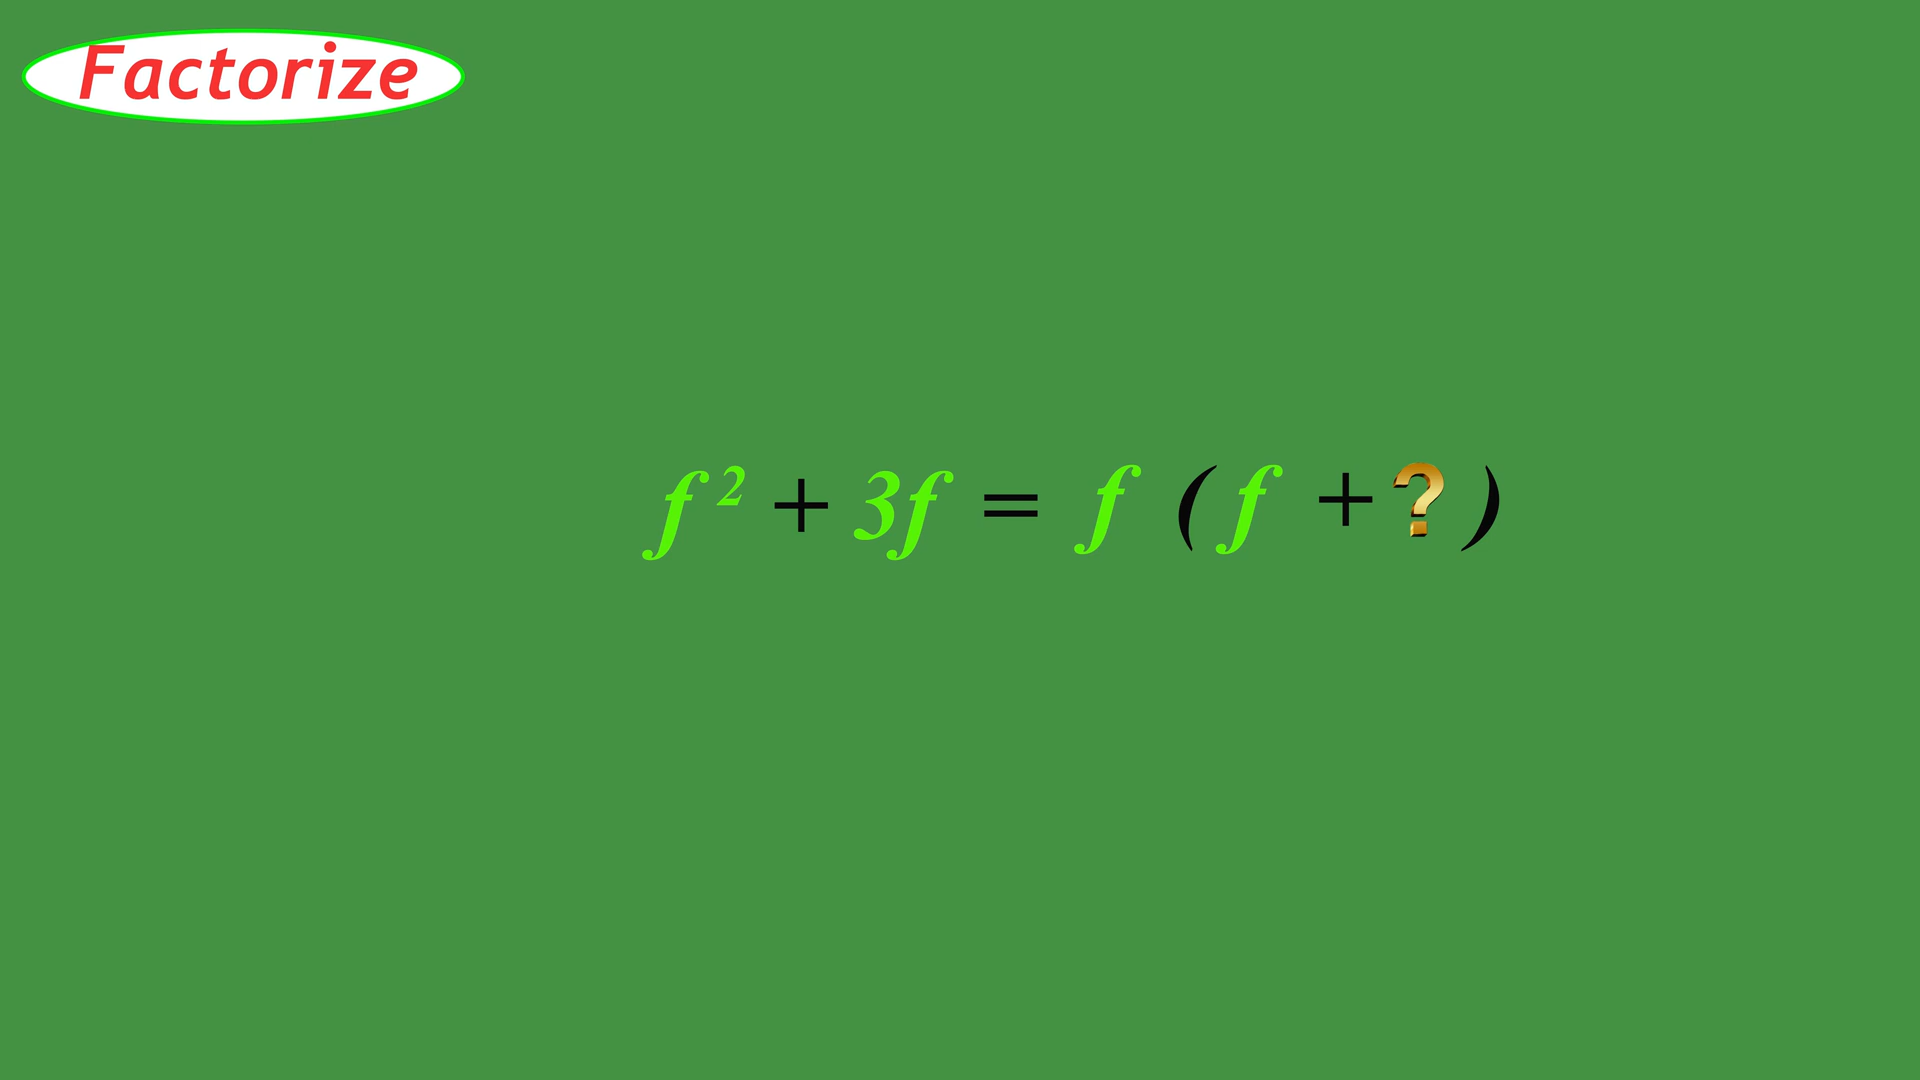 Factorize
f² + 3f = f ( f + ? )